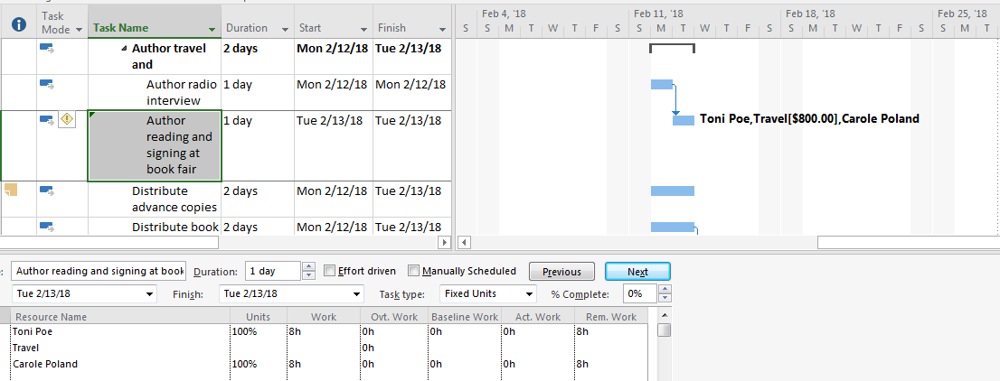 Task
Mode
Task Name
Duration
Start
Finish
Feb 4, '18
Feb 11, '18
Feb 18, '18
Feb 25, '18
S M T W T F S S M T W T F S S M T W T F S S M T
Author travel and
2 days
Mon 2/12/18
Tue 2/13/18
Author radio interview
1 day
Mon 2/12/18
Mon 2/12/18
Author reading and signing at book fair
1 day
Tue 2/13/18
Tue 2/13/18
Toni Poe,Travel[$800.00],Carole Poland
Distribute advance copies
2 days
Mon 2/12/18
Tue 2/13/18
Distribute book
2 days
Mon 2/12/18
Tue 2/13/18
Author reading and signing at book
Duration:
1 day
Effort driven
Manually Scheduled
Previous
Next
Tue 2/13/18
Finish:
Tue 2/13/18
Task type:
Fixed Units
% Complete:
0%
Resource Name
Units
Work
Ovt. Work
Baseline Work
Act. Work
Rem. Work
Toni Poe
100%
8h
0h
0h
0h
8h
Travel
0h
Carole Poland
100%
8h
0h
0h
0h
8h